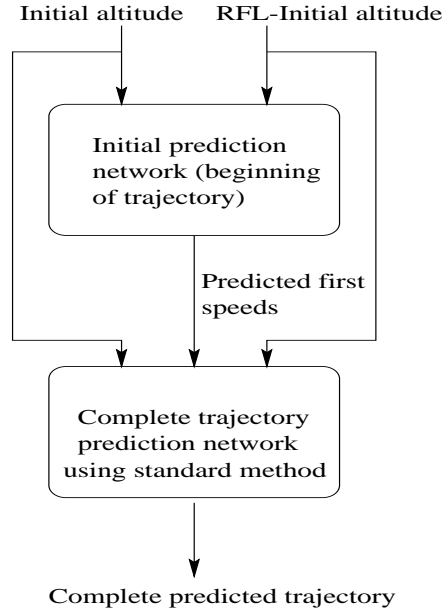 Initial altitude
RFL-Initial altitude
Initial prediction
network (beginning
of trajectory)
Predicted first
speeds
Complete trajectory
prediction network
using standard method
Complete predicted trajectory